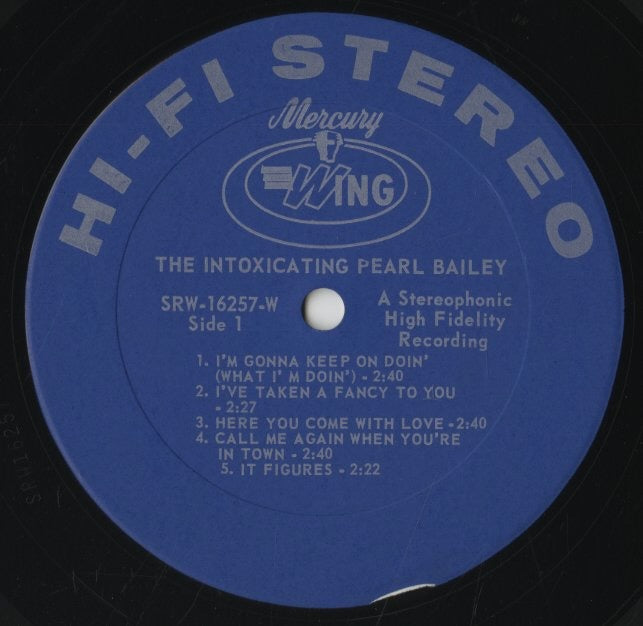 HI-FI STEREO
Mercury
WING
THE INTOXICATING PEARL BAILEY
SRW-16257-W
Side 1
A Stereophonic
High Fidelity
Recording
1. I'M GONNA KEEP ON DOIN'
(WHAT I' M DOIN') - 2:40
2. I'VE TAKEN A FANCY TO YOU
- 2:27
3. HERE YOU COME WITH LOVE - 2:40
4. CALL ME AGAIN WHEN YOU'RE
IN TOWN - 2:40
5. IT FIGURES - 2:22